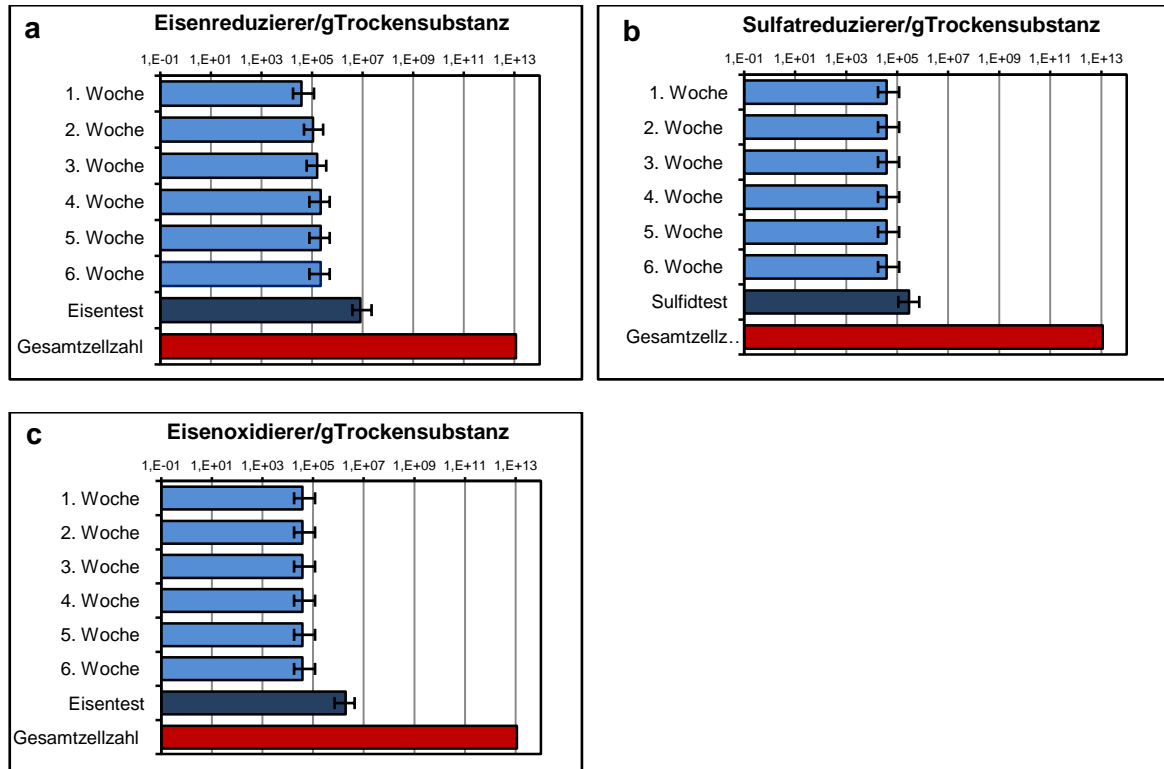 a
Eisenreduzierer/gTrockensubstanz
1,E-01 1,E+01 1,E+03 1,E+05 1,E+07 1,E+09 1,E+11 1,E+13
1. Woche
2. Woche
3. Woche
4. Woche
5. Woche
6. Woche
Eisentest
Gesamtzellzahl
b
Sulfatreduzierer/gTrockensubstanz
1,E-01 1,E+01 1,E+03 1,E+05 1,E+07 1,E+09 1,E+11 1,E+13
1. Woche
2. Woche
3. Woche
4. Woche
5. Woche
6. Woche
Sulfidtest
Gesamtzellz..
c
Eisenoxidierer/gTrockensubstanz
1,E-01 1,E+01 1,E+03 1,E+05 1,E+07 1,E+09 1,E+11 1,E+13
1. Woche
2. Woche
3. Woche
4. Woche
5. Woche
6. Woche
Eisentest
Gesamtzellzahl